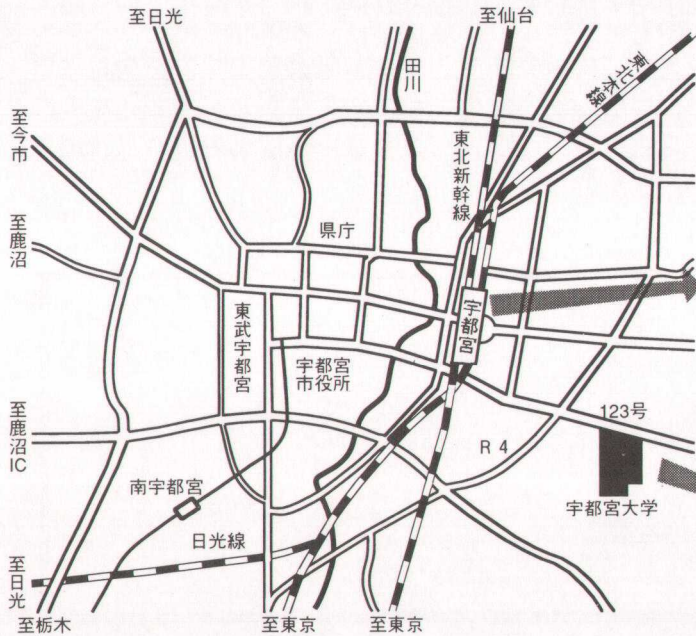 至日光
至仙台
田川
東北本線
至今市
東北新幹線
至鹿沼
県庁
宇都宮
東武宇都宮
宇都宮
市役所
至鹿沼IC
123号
R 4
南宇都宮
宇都宮大学
日光線
至日光
至栃木
至東京
至東京